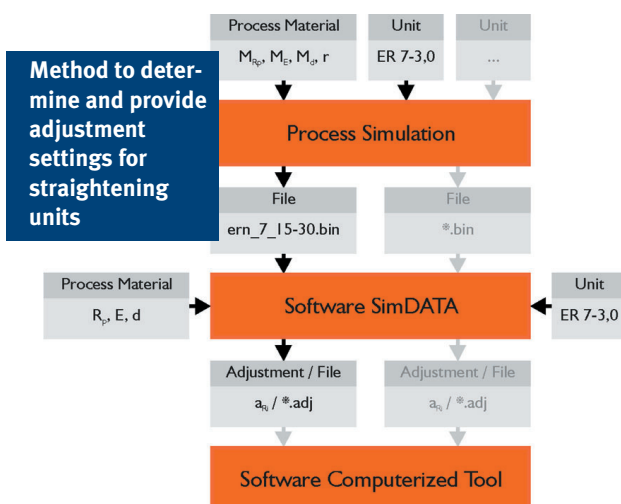 Process Material
Unit
Unit
M_Rp, M_E, M_d, r
ER 7-3,0
...
Method to deter-
mine and provide
adjustment
settings for
straightening
units
Process Simulation
File
File
ern_7_15-30.bin
*.bin
Process Material
Unit
R_p, E, d
Software SimDATA
ER 7-3,0
Adjustment / File
Adjustment / File
a_Ri / *.adj
a_Ri / *.adj
Software Computerized Tool